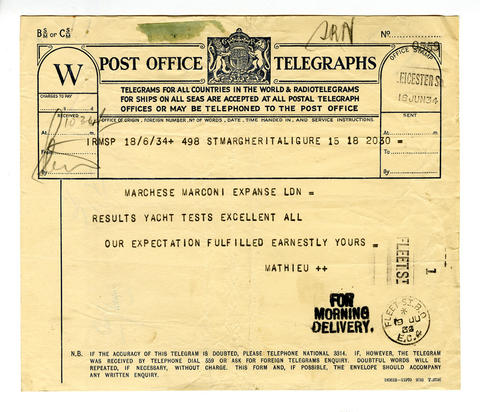 B S/M OR C S/S
No.
0759
W
POST OFFICE TELEGRAPHS
OFFICE STAMP
TELEGRAMS FOR ALL COUNTRIES IN THE WORLD & RADIOTELEGRAMS
FOR SHIPS ON ALL SEAS ARE ACCEPTED AT ALL POSTAL TELEGRAPH
OFFICES OR MAY BE TELEPHONED TO THE POST OFFICE
LEICESTER S
18 JUN 34
CHARGES TO PAY
RECEIVED
OFFICE OF ORIGIN, FOREIGN NUMBER, No OF WORDS, DATE, TIME HANDED IN, AND SERVICE INSTRUCTIONS.
SENT
IRMSP 18/6/34+ 498 STMARGHERITALIGURE 15 18 2030 =
MARCHESE MARCONI EXPANSE LDN =
RESULTS YACHT TESTS EXCELLENT ALL
OUR EXPECTATION FULFILLED EARNESTLY YOURS =
MATHIEU ++
FLEET.ST
1
FOR
MORNING
DELIVERY.
FLEET ST. B.O.
E.C.4
N.B. IF THE ACCURACY OF THIS TELEGRAM IS DOUBTED, PLEASE TELEPHONE NATIONAL 3314. IF, HOWEVER, THE TELEGRAM
WAS RECEIVED BY TELEPHONE DIAL 559 OR ASK FOR FOREIGN TELEGRAMS ENQUIRY. DOUBTFUL WORDS WILL BE
REPEATED, IF NECESSARY, WITHOUT CHARGE. THIS FORM AND, IF POSSIBLE, THE ENVELOPE SHOULD ACCOMPANY
ANY WRITTEN ENQUIRY.